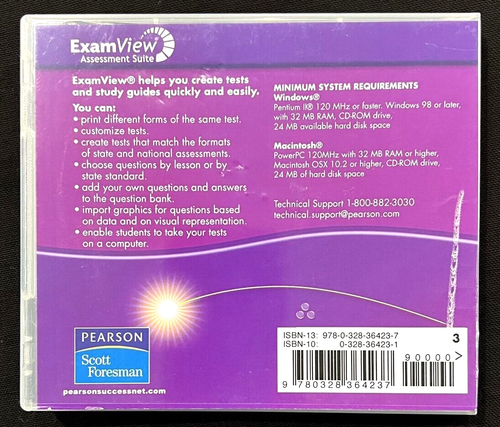 ExamView®
Assessment Suite
ExamView® helps you create tests
and study guides quickly and easily.
You can:
• print different forms of the same test.
• customize tests.
• create tests that match the formats
of state and national assessments.
• choose questions by lesson or by
state standard.
• add your own questions and answers
to the question bank.
• import graphics for questions based
on data and on visual representation.
• enable students to take your tests
on a computer.
MINIMUM SYSTEM REQUIREMENTS
Windows®
Pentium II® 120 MHz or faster. Windows 98 or later,
with 32 MB RAM, CD-ROM drive,
24 MB available hard disk space
Macintosh®
PowerPC 120MHz with 32 MB RAM or higher,
Macintosh OSX 10.2 or higher, CD-ROM drive,
24 MB of hard disk space
Technical Support 1-800-882-3030
technical.support@pearson.com
PEARSON
Scott
Foresman
pearsonsuccessnet.com
ISBN-13: 978-0-328-36423-7
ISBN-10: 0-328-36423-1
3
90000>
9 780328 364237